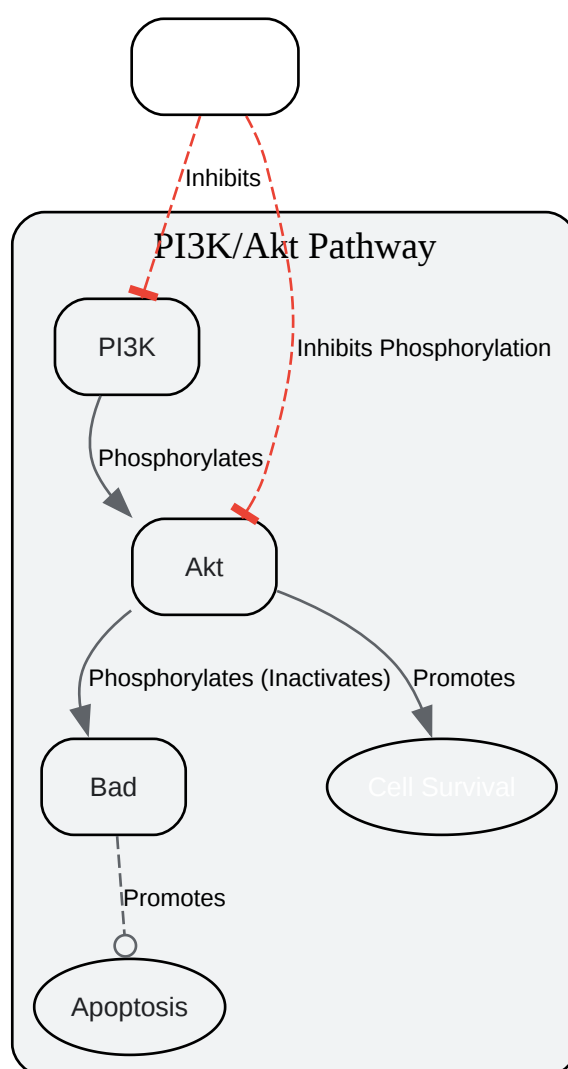 Inhibits
PI3K/Akt Pathway
PI3K
Inhibits Phosphorylation
Phosphorylates
Akt
Phosphorylates (Inactivates)
Promotes
Bad
Cell Survival
Promotes
Apoptosis